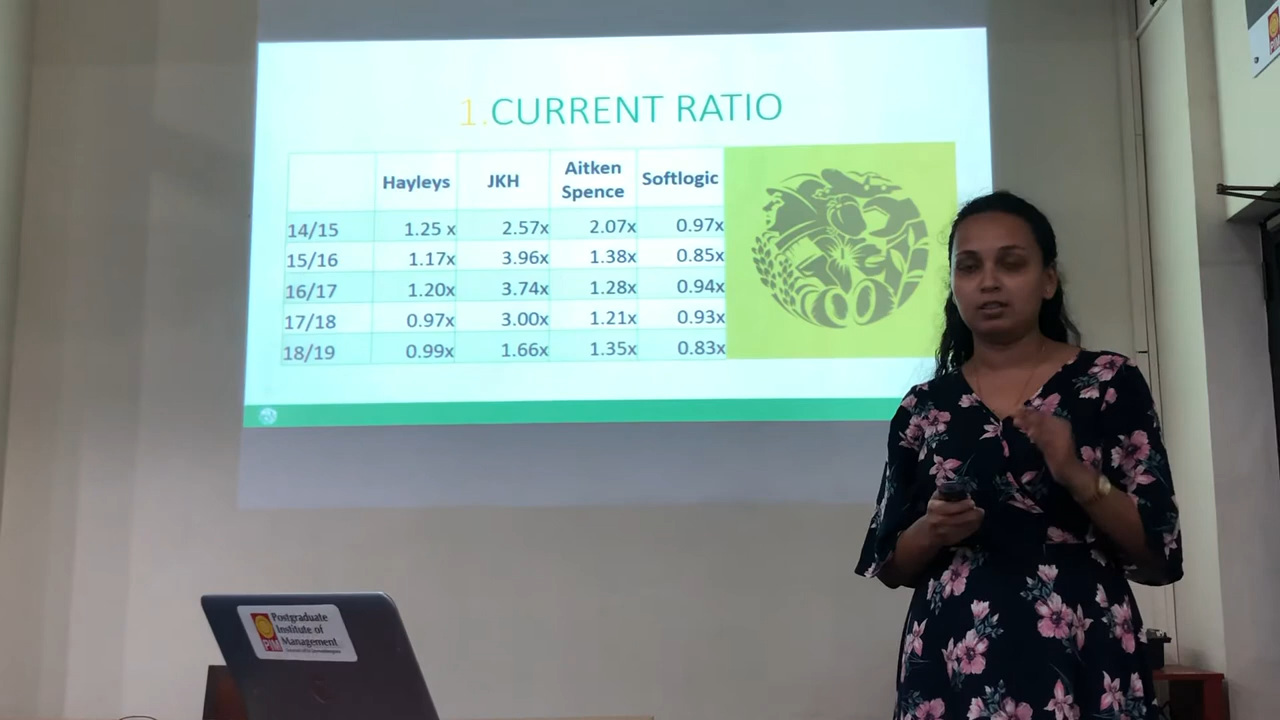 1.CURRENT RATIO
Hayleys JKH Aitken Spence Softlogic
14/15 1.25 x 2.57x 2.07x 0.97x
15/16 1.17x 3.96x 1.38x 0.85x
16/17 1.20x 3.74x 1.28x 0.94x
17/18 0.97x 3.00x 1.21x 0.93x
18/19 0.99x 1.66x 1.35x 0.83x
Postgraduate
Institute of
Management
PIM